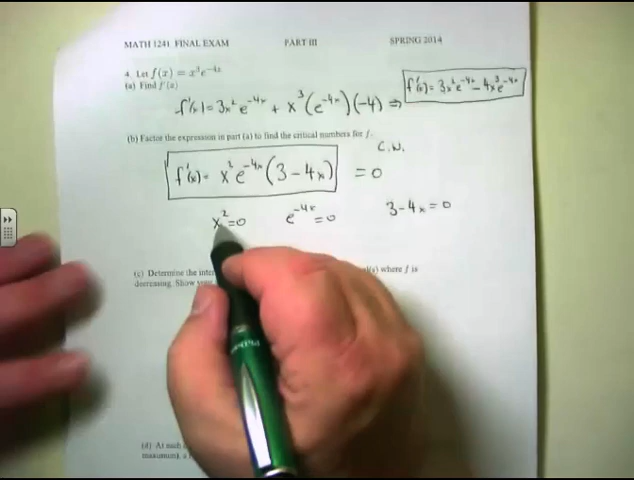 MATH 1241 FINAL EXAM PART III SPRING 2014
4. Let f(x) = x³e⁻⁴ˣ
(a) Find f'(x)
f'(x) = 3x²e⁻⁴ˣ + x³(e⁻⁴ˣ)(-4) ⇒ f'(x) = 3x²e⁻⁴ˣ - 4x³e⁻⁴ˣ
(b) Factor the expression in part (a) to find the critical numbers for f.
C.N.
f'(x) = x²e⁻⁴ˣ(3 - 4x) = 0
x² = 0 e⁻⁴ˣ = 0 3 - 4x = 0
(c) Determine the where f is
decreasing. Show
(d) At
maximum, a